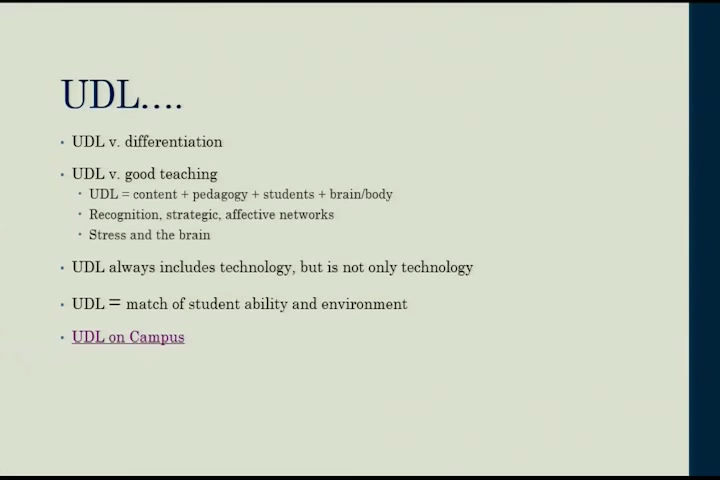 UDL....
• UDL v. differentiation
• UDL v. good teaching
• UDL = content + pedagogy + students + brain/body
• Recognition, strategic, affective networks
• Stress and the brain
• UDL always includes technology, but is not only technology
• UDL = match of student ability and environment
• UDL on Campus